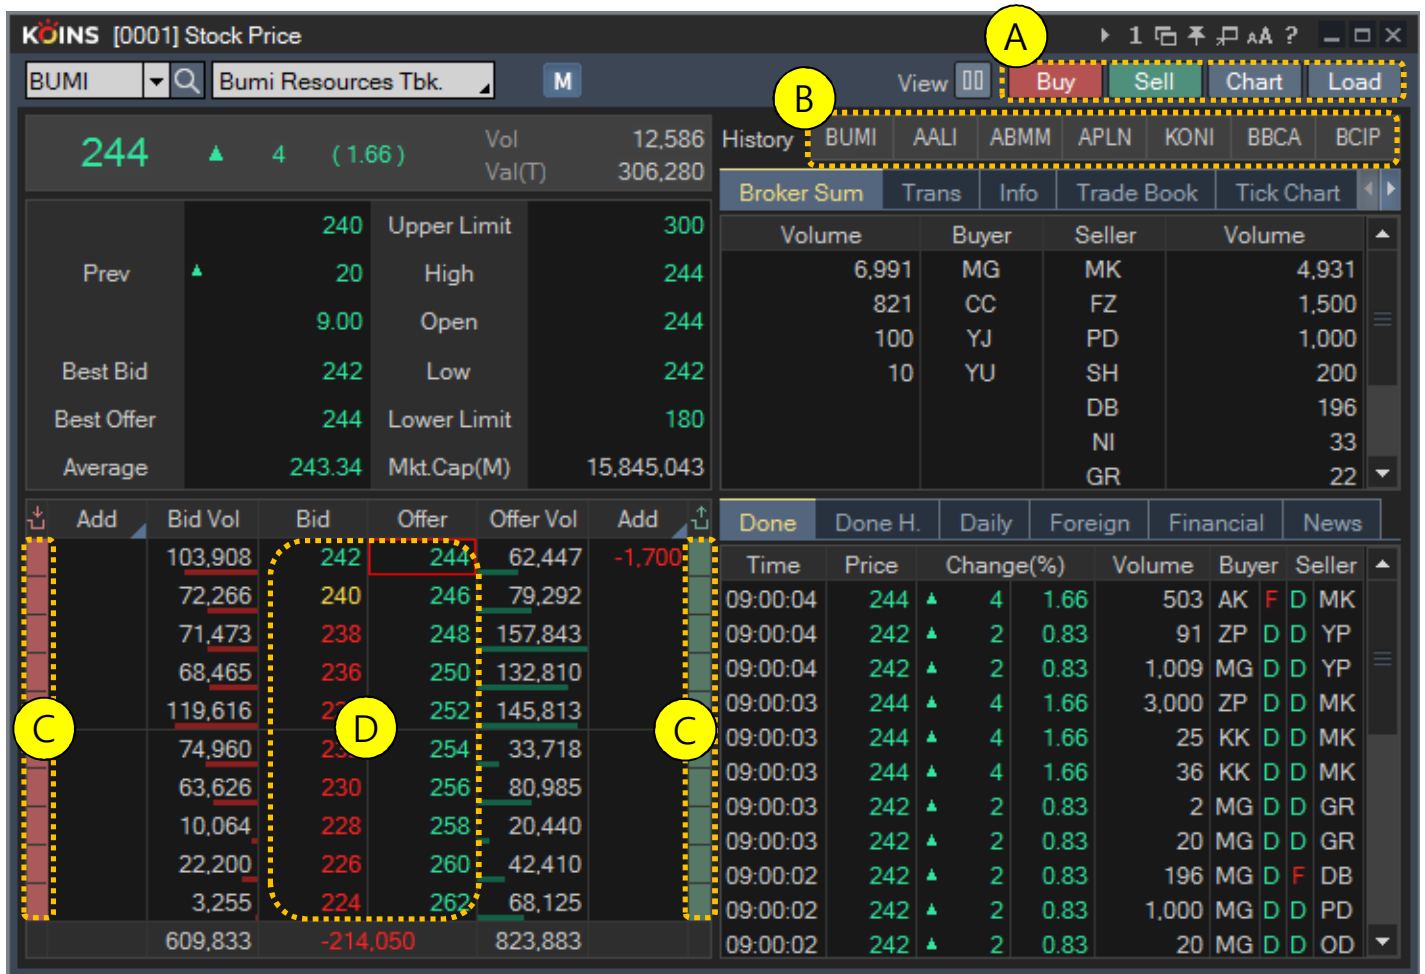 KOINS [0001] Stock Price 1 AA ?
A
BUMI Bumi Resources Tbk. M View Buy Sell Chart Load
B
244 4 (1.66) Vol 12,586
Val(T) 306,280
History BUMI AALI ABMM APLN KONI BBCA BCIP
Broker Sum Trans Info Trade Book Tick Chart
240 Upper Limit 300
Prev 20 High 244
9.00 Open 244
Best Bid 242 Low 242
Best Offer 244 Lower Limit 180
Average 243.34 Mkt.Cap(M) 15,845,043
Volume Buyer Seller Volume
6,991 MG MK 4,931
821 CC FZ 1,500
100 YJ PD 1,000
10 YU SH 200
DB 196
NI 33
GR 22
Add Bid Vol Bid Offer Offer Vol Add
103,908 242 244 62,447 -1,700
72,266 240 246 79,292
71,473 238 248 157,843
68,465 236 250 132,810
119,616 252 145,813
C D C
74,960 254 33,718
63,626 230 256 80,985
10,064 228 258 20,440
22,200 226 260 42,410
3,255 224 262 68,125
609,833 -214,050 823,883
Done Done H. Daily Foreign Financial News
Time Price Change(%) Volume Buyer Seller
09:00:04 244 4 1.66 503 AK F D MK
09:00:04 242 2 0.83 91 ZP D D YP
09:00:04 242 2 0.83 1,009 MG D D YP
09:00:03 244 4 1.66 3,000 ZP D D MK
09:00:03 244 4 1.66 25 KK D D MK
09:00:03 244 4 1.66 36 KK D D MK
09:00:03 242 2 0.83 2 MG D D GR
09:00:03 242 2 0.83 20 MG D D GR
09:00:02 242 2 0.83 196 MG D F DB
09:00:02 242 2 0.83 1,000 MG D D PD
09:00:02 242 2 0.83 20 MG D D OD